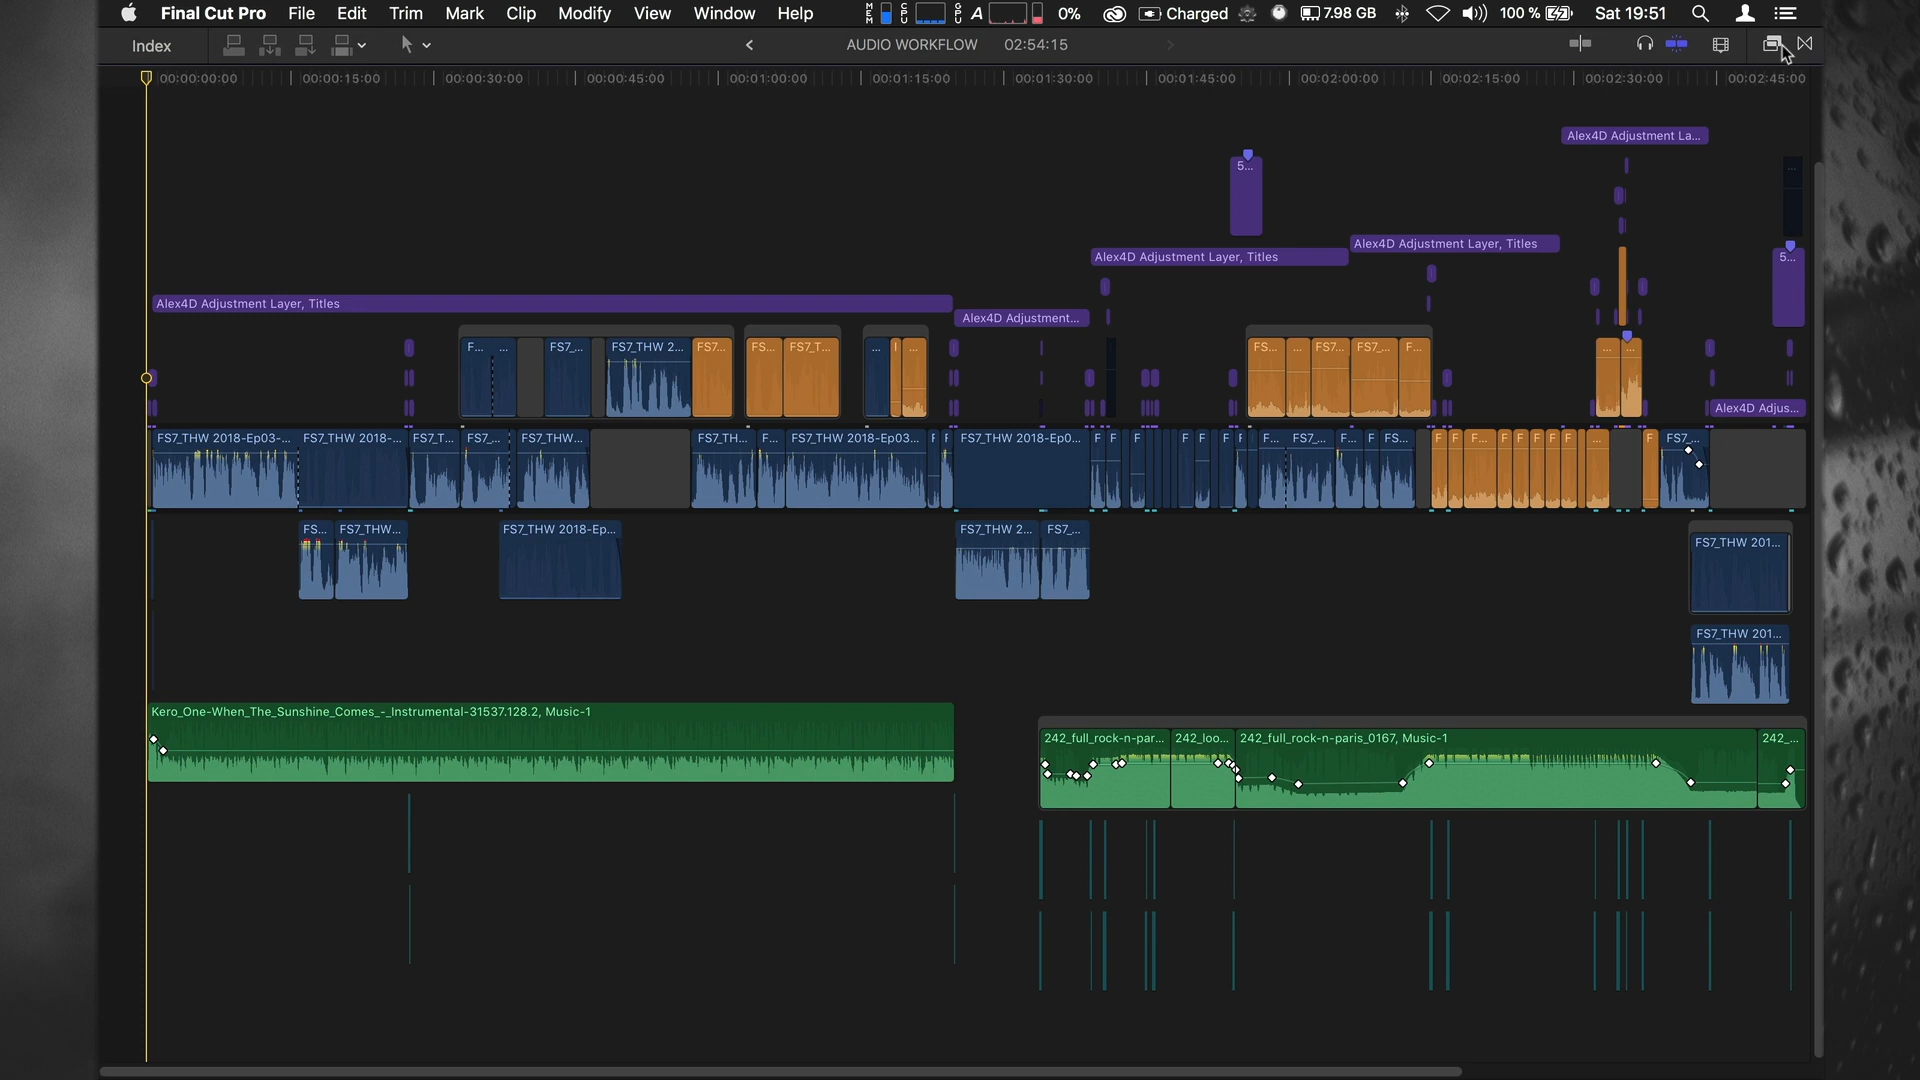 Final Cut Pro File Edit Trim Mark Clip Modify View Window Help MEM CPU GPU A 0% Charged 7.98 GB 100 % Sat 19:51
Index AUDIO WORKFLOW 02:54:15
00:00:00:00 00:00:15:00 00:00:30:00 00:00:45:00 00:01:00:00 00:01:15:00 00:01:30:00 00:01:45:00 00:02:00:00 00:02:15:00 00:02:30:00 00:02:45:00
Alex4D Adjustment La...
5... ...
Alex4D Adjustment Layer, Titles
Alex4D Adjustment Layer, Titles 5...
Alex4D Adjustment Layer, Titles
Alex4D Adjustment...
F... ... FS7_... FS7_THW 2... FS7... FS... FS7_T... ... ... FS... ... FS7... FS7_... F... ... ...
Alex4D Adjus...
FS7_THW 2018-Ep03-... FS7_THW 2018-... FS7_T... FS7_... FS7_THW... FS7_TH... F... FS7_THW 2018-Ep03... F FS7_THW 2018-Ep0... F F F F F F F F... FS7_... F... F FS... F F F... F F F F F ... F FS7_...
FS... FS7_THW... FS7_THW 2018-Ep... FS7_THW 2... FS7_...
FS7_THW 201...
FS7_THW 201...
Kero_One-When_The_Sunshine_Comes_-_Instrumental-31537.128.2, Music-1
242_full_rock-n-par... 242_loo... 242_full_rock-n-paris_0167, Music-1 242_...